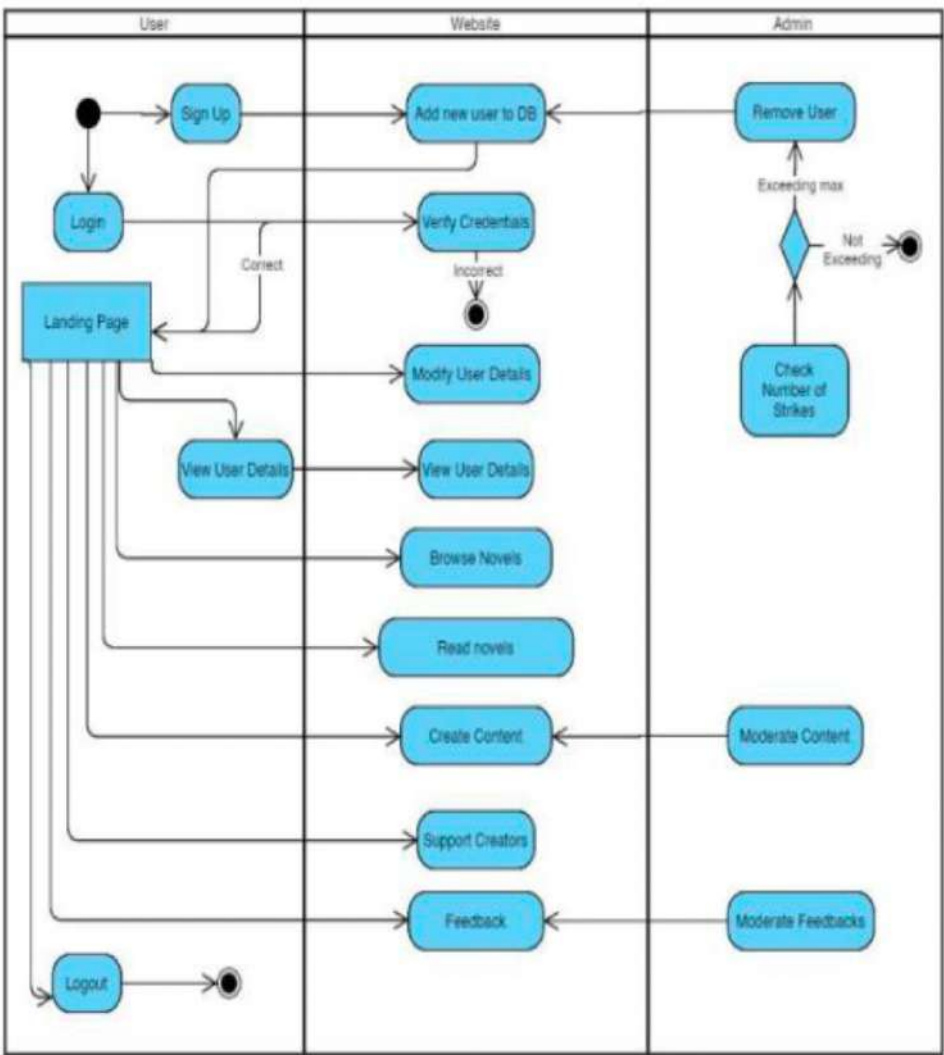 User
Website
Admin
Sign Up
Add new user to DB
Remove User
Exceeding max
Login
Verify Credentials
Not
Exceeding
Correct
Incorrect
Landing Page
Modify User Details
Check
Number of
Strikes
View User Details
View User Details
Browse Novels
Read novels
Create Content
Moderate Content
Support Creators
Feedback
Moderate Feedbacks
Logout